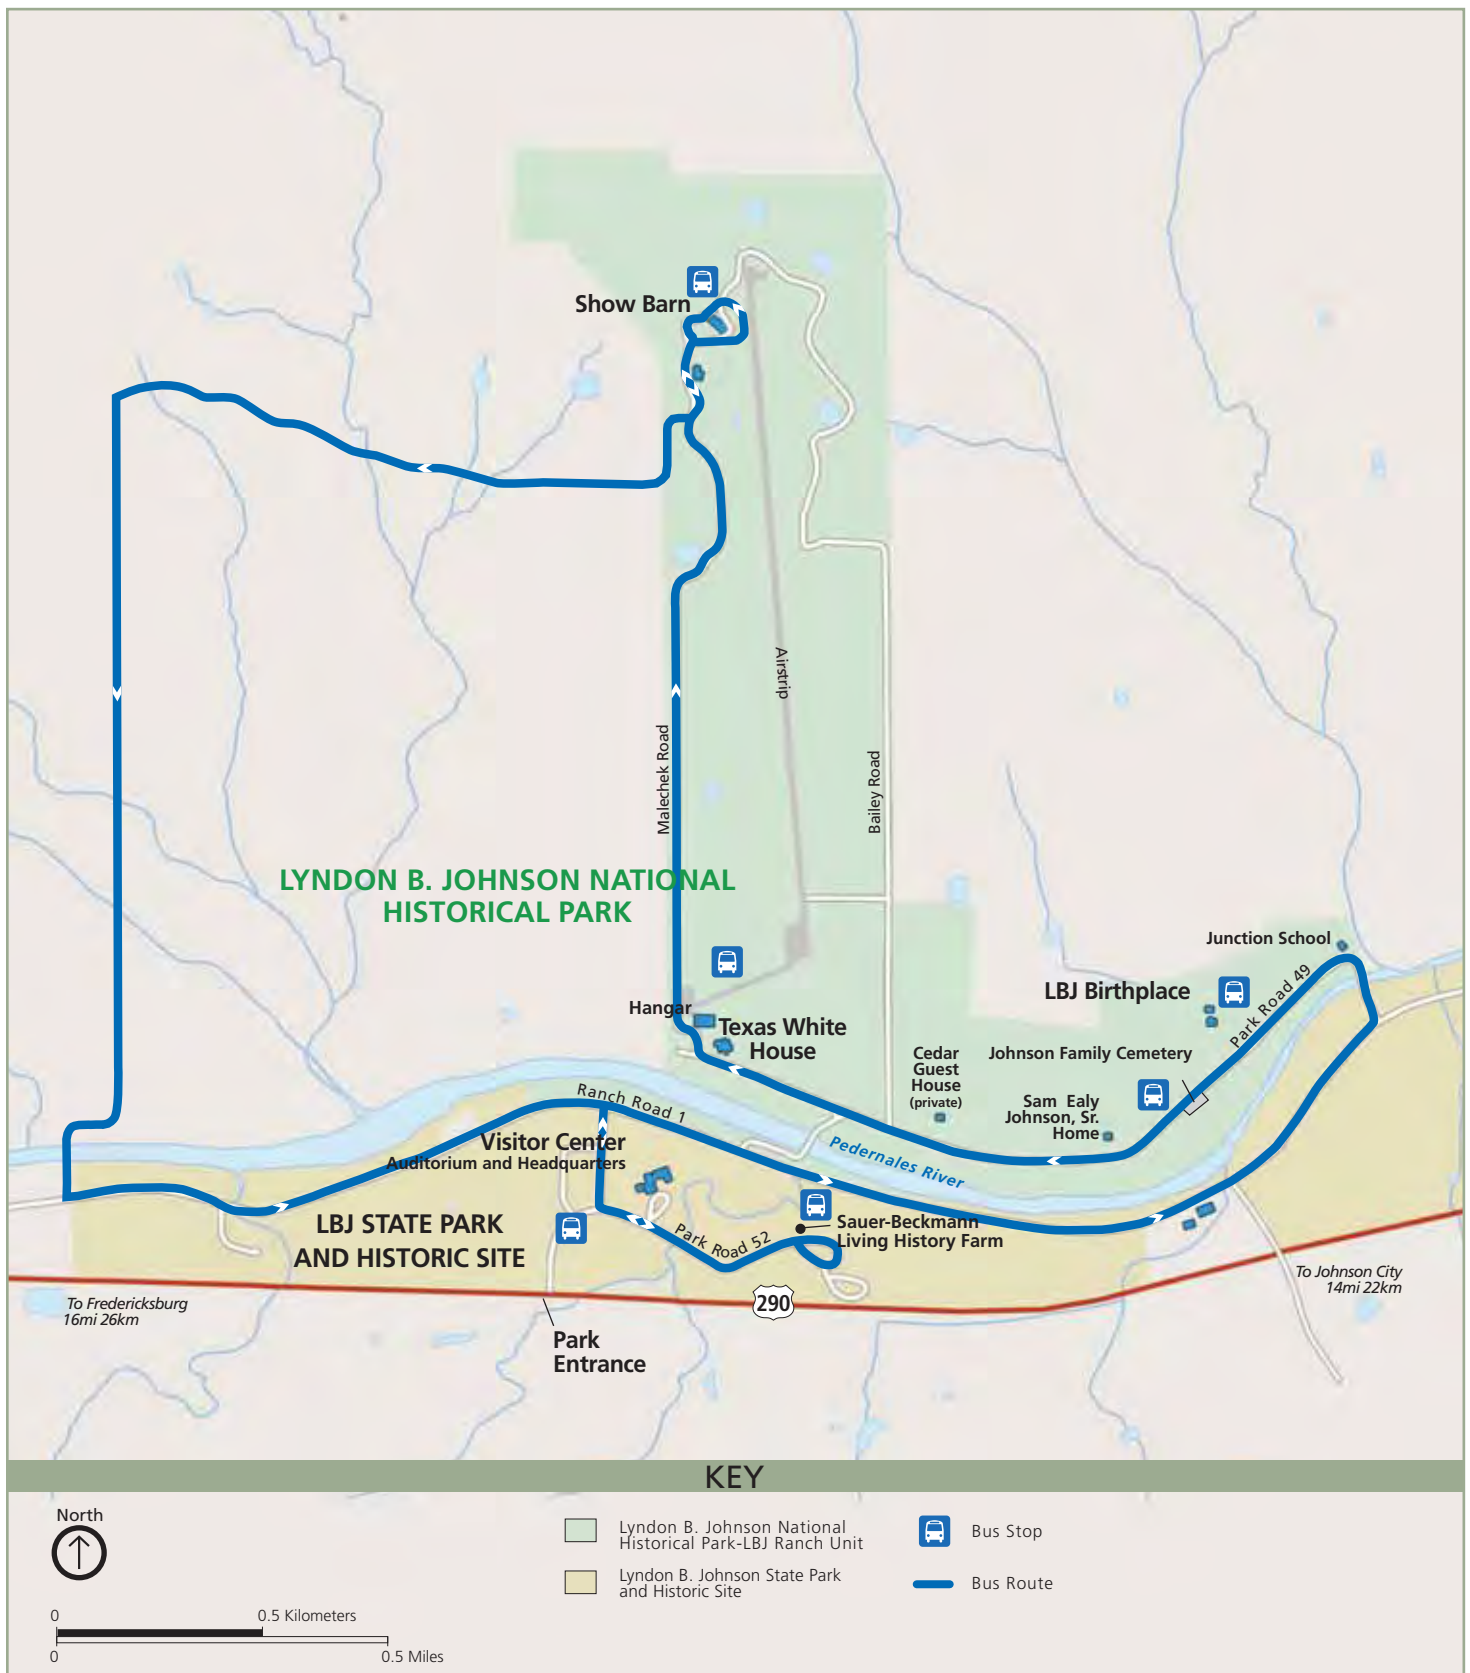 Show Barn
Airstrip
Malechek Road
Bailey Road
LYNDON B. JOHNSON NATIONAL
HISTORICAL PARK
Junction School
LBJ Birthplace
Park Road 49
Hangar
Texas White
House
Cedar
Guest
House
(private)
Johnson Family Cemetery
Sam Ealy
Johnson, Sr.
Home
Ranch Road 1
Visitor Center
Auditorium and Headquarters
Pedernales River
LBJ STATE PARK
AND HISTORIC SITE
Park Road 52
Sauer-Beckmann
Living History Farm
To Fredericksburg
16mi 26km
290
To Johnson City
14mi 22km
Park
Entrance
KEY
North
0 0.5 Kilometers
0 0.5 Miles
Lyndon B. Johnson National
Historical Park-LBJ Ranch Unit
Lyndon B. Johnson State Park
and Historic Site
Bus Stop
Bus Route